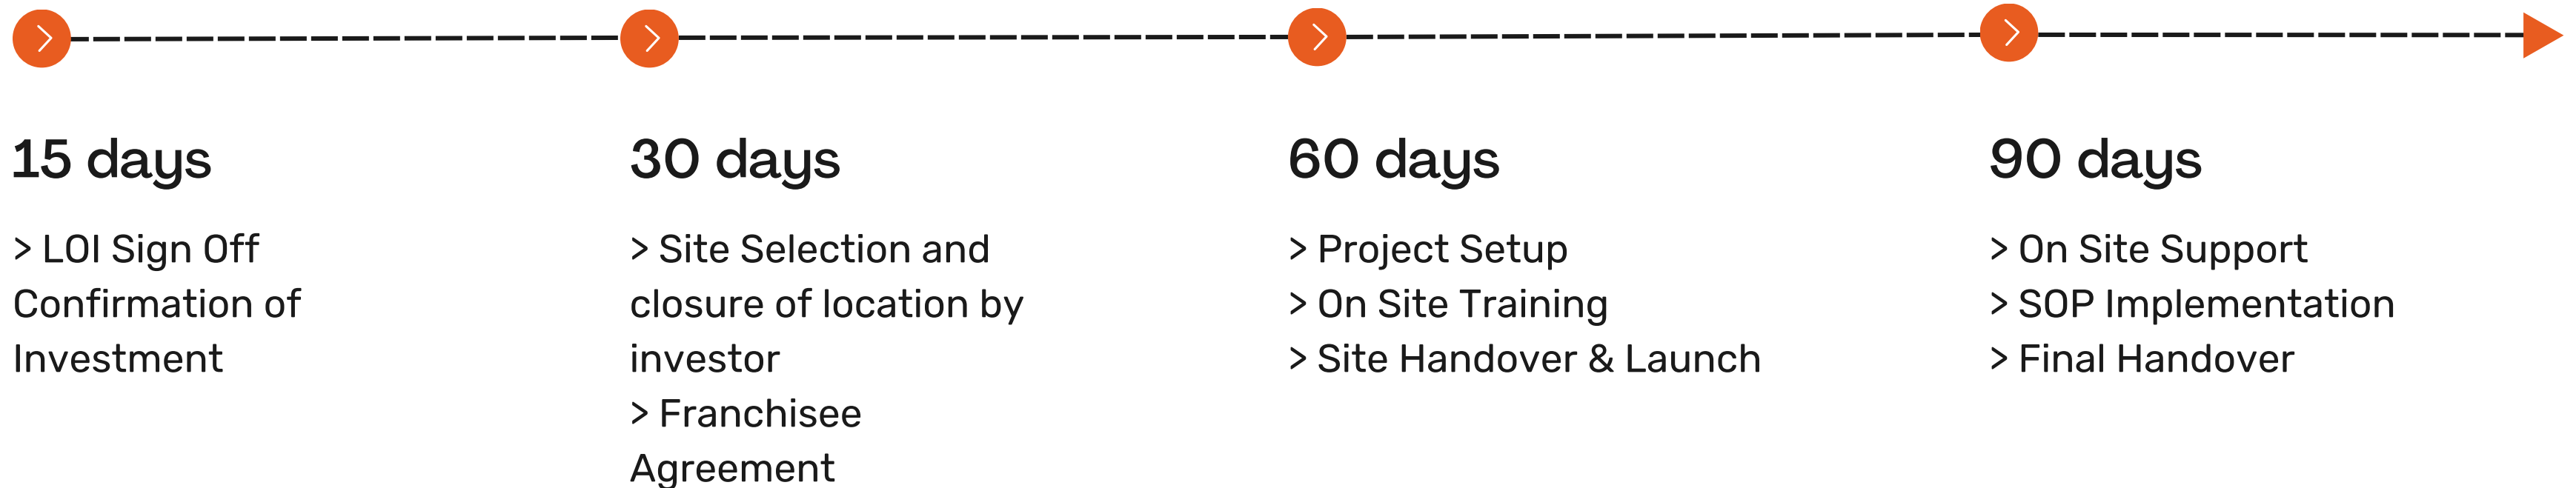 15 days
> LOI Sign Off
Confirmation of
Investment
30 days
> Site Selection and
closure of location by
investor
> Franchisee
Agreement
60 days
> Project Setup
> On Site Training
> Site Handover & Launch
90 days
> On Site Support
> SOP Implementation
> Final Handover